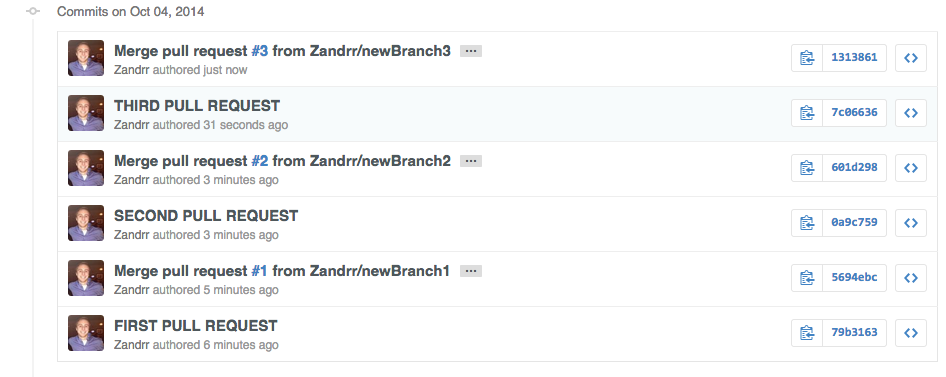 Commits on Oct 04, 2014
Merge pull request #3 from Zandrr/newBranch3 ...
Zandrr authored just now
1313861
THIRD PULL REQUEST
Zandrr authored 31 seconds ago
7c06636
Merge pull request #2 from Zandrr/newBranch2 ...
Zandrr authored 3 minutes ago
601d298
SECOND PULL REQUEST
Zandrr authored 3 minutes ago
0a9c759
Merge pull request #1 from Zandrr/newBranch1 ...
Zandrr authored 5 minutes ago
5694ebc
FIRST PULL REQUEST
Zandrr authored 6 minutes ago
79b3163